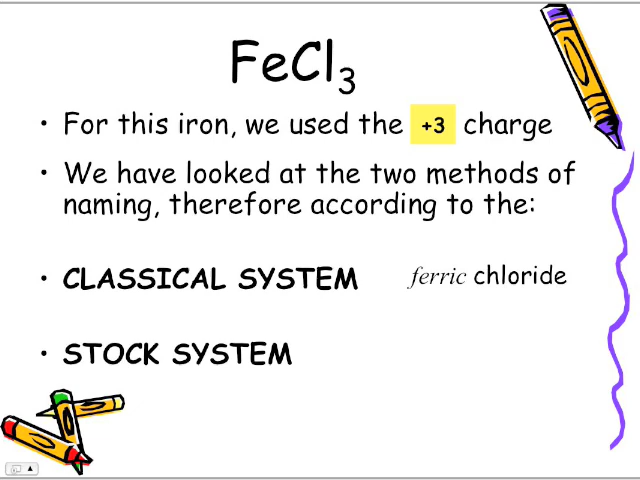 FeCl₃
• For this iron, we used the +3 charge
• We have looked at the two methods of
naming, therefore according to the:
• CLASSICAL SYSTEM ferric chloride
• STOCK SYSTEM